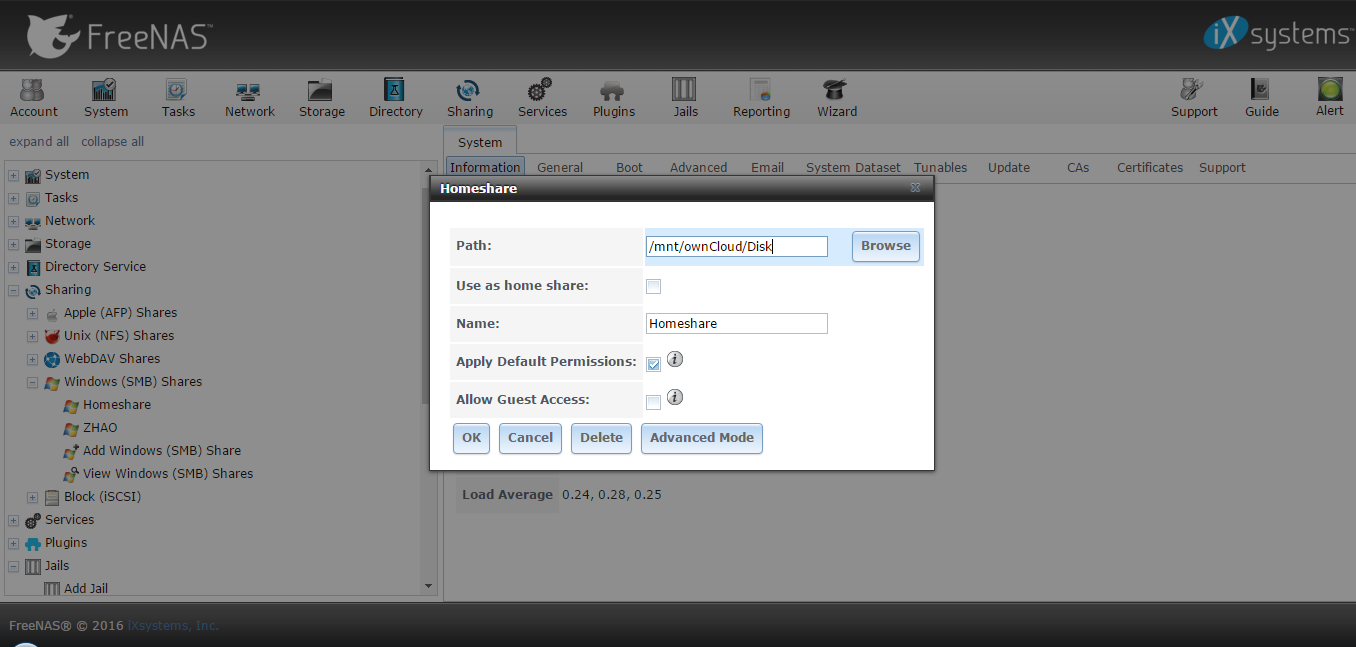 FreeNAS™
iXsystems™
Account System Tasks Network Storage Directory Sharing Services Plugins Jails Reporting Wizard Support Guide Alert
expand all collapse all
System
Information General Boot Advanced Email System Dataset Tunables Update CAs Certificates Support
System
Tasks
Network
Storage
Directory Service
Sharing
Apple (AFP) Shares
Unix (NFS) Shares
WebDAV Shares
Windows (SMB) Shares
Homeshare
ZHAO
Add Windows (SMB) Share
View Windows (SMB) Shares
Block (iSCSI)
Services
Plugins
Jails
Add Jail
Homeshare
Path: /mnt/ownCloud/Disk Browse
Use as home share:
Name: Homeshare
Apply Default Permissions:
Allow Guest Access:
OK Cancel Delete Advanced Mode
Load Average 0.24, 0.28, 0.25
FreeNAS® © 2016 iXsystems, Inc.